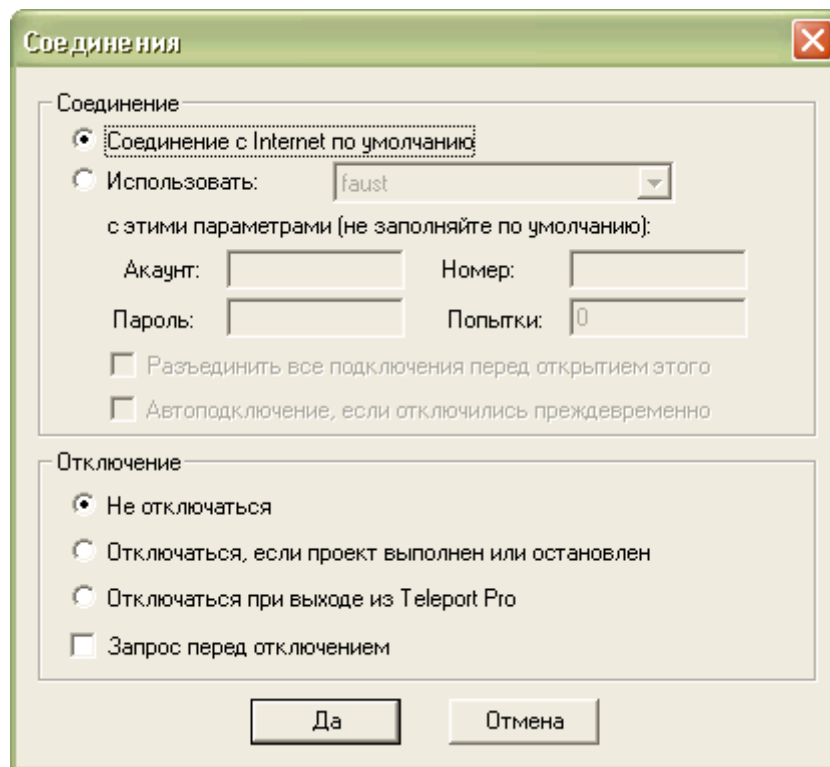 Соединения
Соединение
Соединение с Internet по умолчанию
Использовать: faust
с этими параметрами (не заполняйте по умолчанию):
Акаунт: Номер:
Пароль: Попытки: 0
Разъединить все подключения перед открытием этого
Автоподключение, если отключились преждевременно
Отключение
Не отключаться
Отключаться, если проект выполнен или остановлен
Отключаться при выходе из Teleport Pro
Запрос перед отключением
Да Отмена